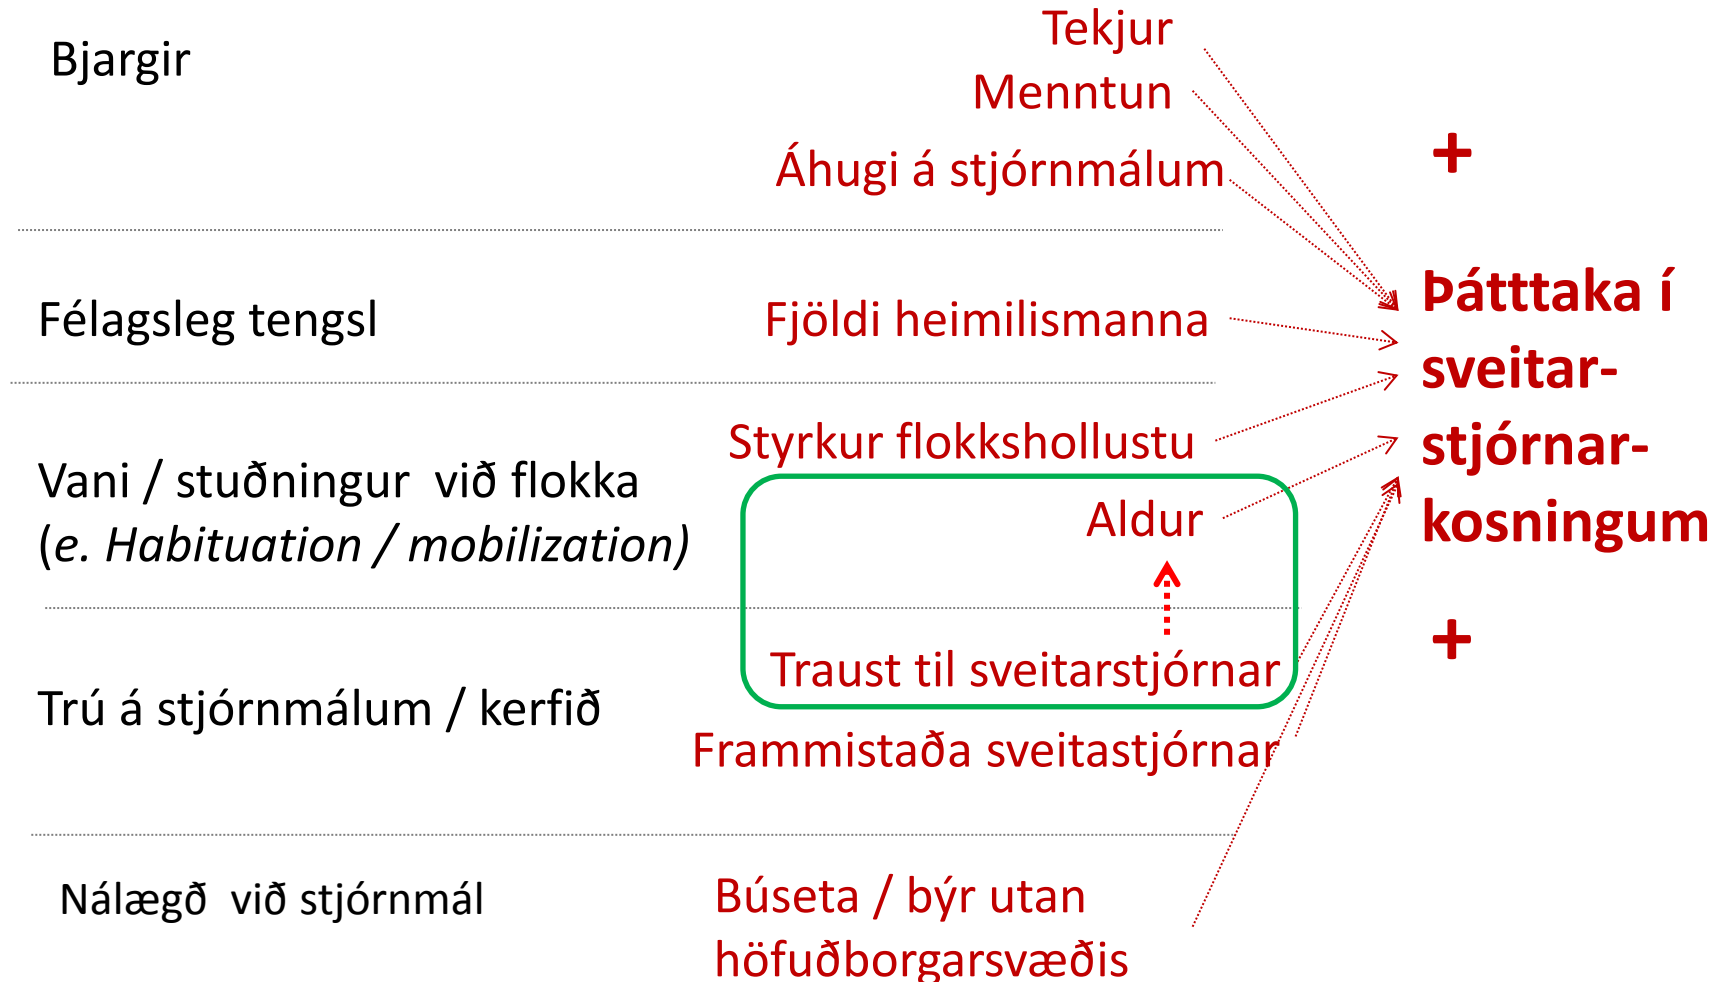 Bjargir
Tekjur
Menntun
Áhugi á stjórnmálum
+
Félagsleg tengsl
Fjöldi heimilismanna
Þátttaka í
sveitar-
stjórnar-
kosningum
Vani / stuðningur við flokka
(e. Habituation / mobilization)
Styrkur flokkshollustu
Aldur
+
Trú á stjórnmálum / kerfið
Traust til sveitarstjórnar
Frammistaða sveitastjórnar
Nálægð við stjórnmál
Búseta / býr utan
höfuðborgarsvæðis